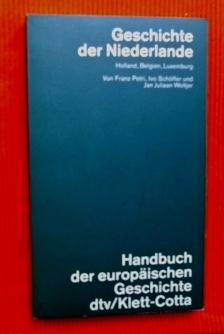 Geschichte
der Niederlande
Holland, Belgien, Luxemburg
Von Franz Petri, Ivo Schöffer und
Jan Juliaan Woltjer
Handbuch
der europäischen
Geschichte
dtv/Klett-Cotta